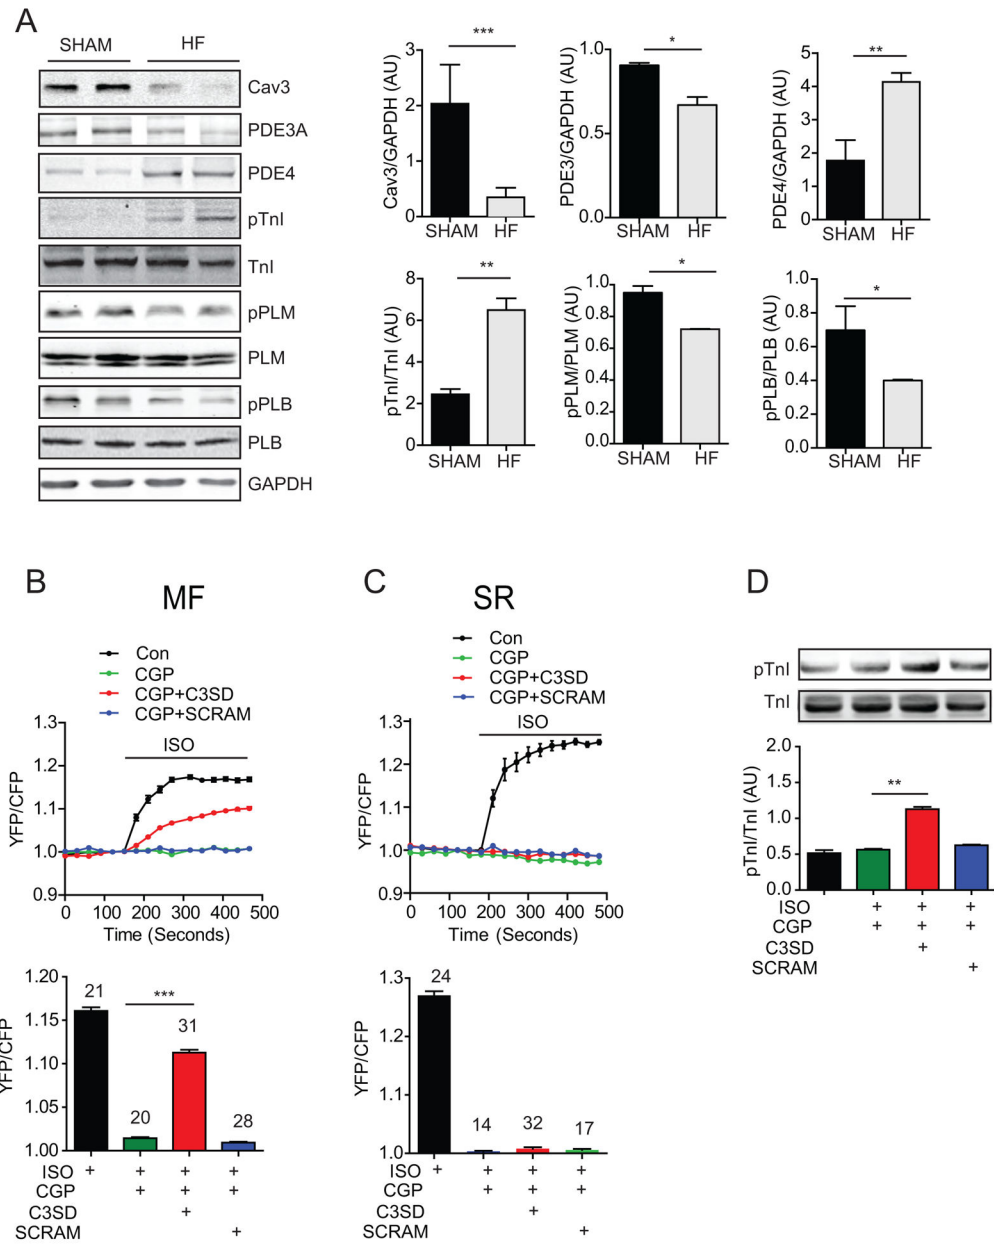 A
SHAM HF
Cav3
PDE3A
PDE4
pTnI
TnI
pPLM
PLM
pPLB
PLB
GAPDH
***
Cav3/GAPDH (AU)
3
2
1
0
SHAM HF
*
PDE3/GAPDH (AU)
1.0
0.5
0.0
SHAM HF
**
PDE4/GAPDH (AU)
5
4
3
2
1
0
SHAM HF
**
pTnI/TnI (AU)
8
6
4
2
0
SHAM HF
*
pPLM/PLM (AU)
1.0
0.8
0.6
0.4
0.2
0.0
SHAM HF
*
pPLB/PLB (AU)
1.0
0.8
0.6
0.4
0.2
0.0
SHAM HF
B
MF
Con
CGP
CGP+C3SD
CGP+SCRAM
ISO
YFP/CFP
1.3
1.2
1.1
1.0
0.9
0 100 200 300 400 500
Time (Seconds)
YFP/CFP
1.20
1.15
1.10
1.05
1.00
21 20 31 28
***
ISO + + + +
CGP + + +
C3SD +
SCRAM +
C
SR
Con
CGP
CGP+C3SD
CGP+SCRAM
ISO
YFP/CFP
1.3
1.2
1.1
1.0
0.9
0 100 200 300 400 500
Time (Seconds)
YFP/CFP
1.3
1.2
1.1
1.0
24 14 32 17
ISO + + + +
CGP + + +
C3SD +
SCRAM +
D
pTnI
TnI
pTnI/TnI (AU)
2.0
1.5
1.0
0.5
0.0
**
ISO + + +
CGP + + +
C3SD +
SCRAM +